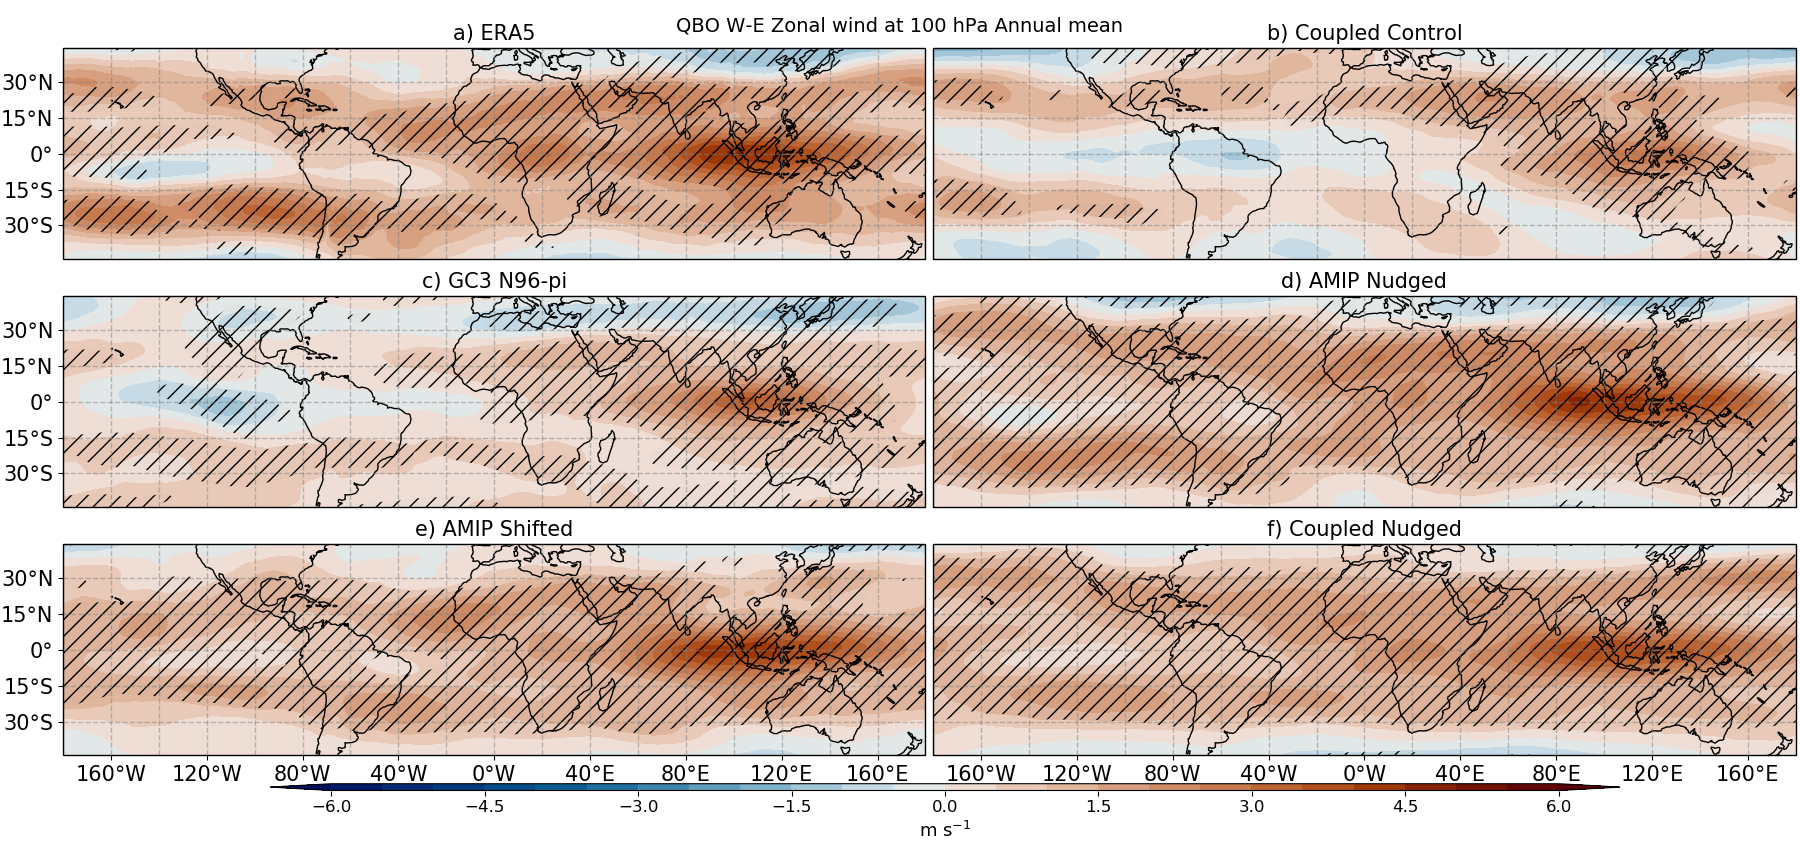 QBO W-E Zonal wind at 100 hPa Annual mean
a) ERA5
b) Coupled Control
30°N
15°N
0°
15°S
30°S
c) GC3 N96-pi
d) AMIP Nudged
30°N
15°N
0°
15°S
30°S
e) AMIP Shifted
f) Coupled Nudged
30°N
15°N
0°
15°S
30°S
160°W 120°W 80°W 40°W 0°W 40°E 80°E 120°E 160°E
160°W 120°W 80°W 40°W 0°W 40°E 80°E 120°E 160°E
−6.0 −4.5 −3.0 −1.5 0.0 1.5 3.0 4.5 6.0
m s⁻¹